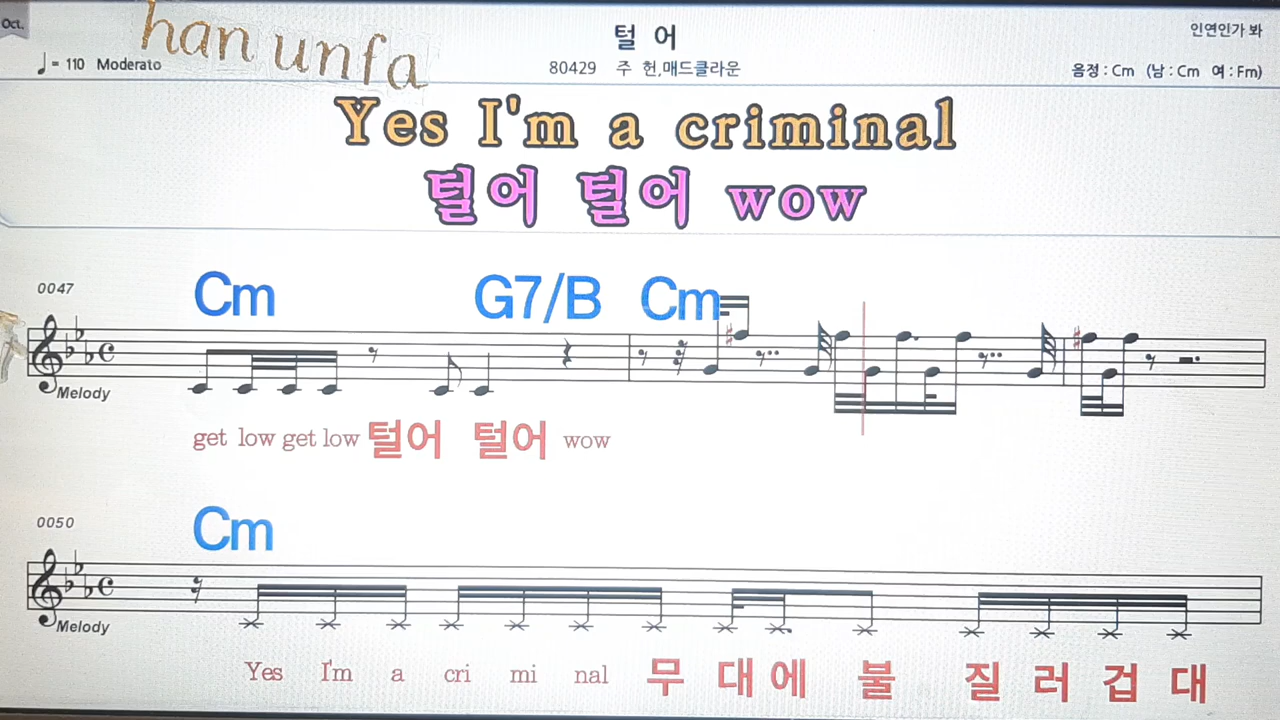 Oct.
han unfa
털 어
인연인가 봐
♩= 110 Moderato
80429 주 헌,매드클라운
음정 : Cm (남 : Cm 여 : Fm)
Yes I'm a criminal
털어 털어 wow
0047
Cm G7/B Cm
Melody
get low get low 털어 털어 wow
0050
Cm
Melody
Yes I'm a cri mi nal 무 대 에 불 질 러 겁 대